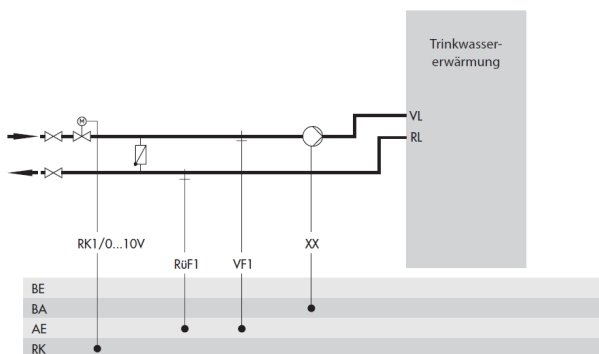 Trinkwasser-
erwärmung
M
VL
RL
RK1/0...10V
RüF1
VF1
XX
BE
BA
AE
RK